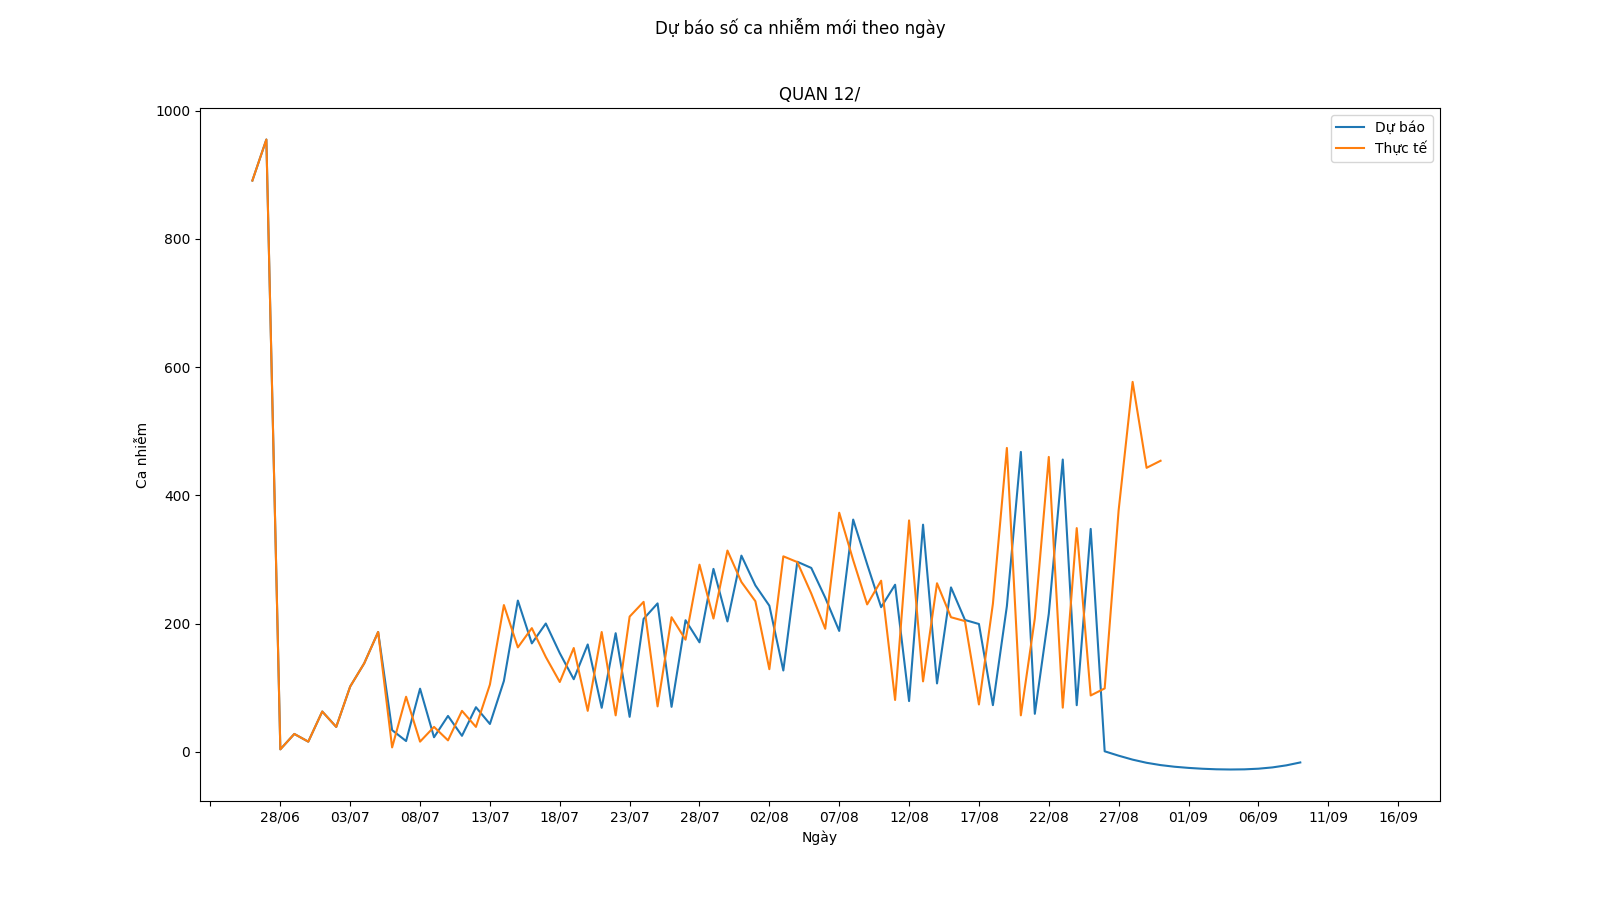 Dự báo số ca nhiễm mới theo ngày
QUAN 12/
Dự báo
Thực tế
1000
800
600
400
200
0
Ca nhiễm
28/06 03/07 08/07 13/07 18/07 23/07 28/07 02/08 07/08 12/08 17/08 22/08 27/08 01/09 06/09 11/09 16/09
Ngày